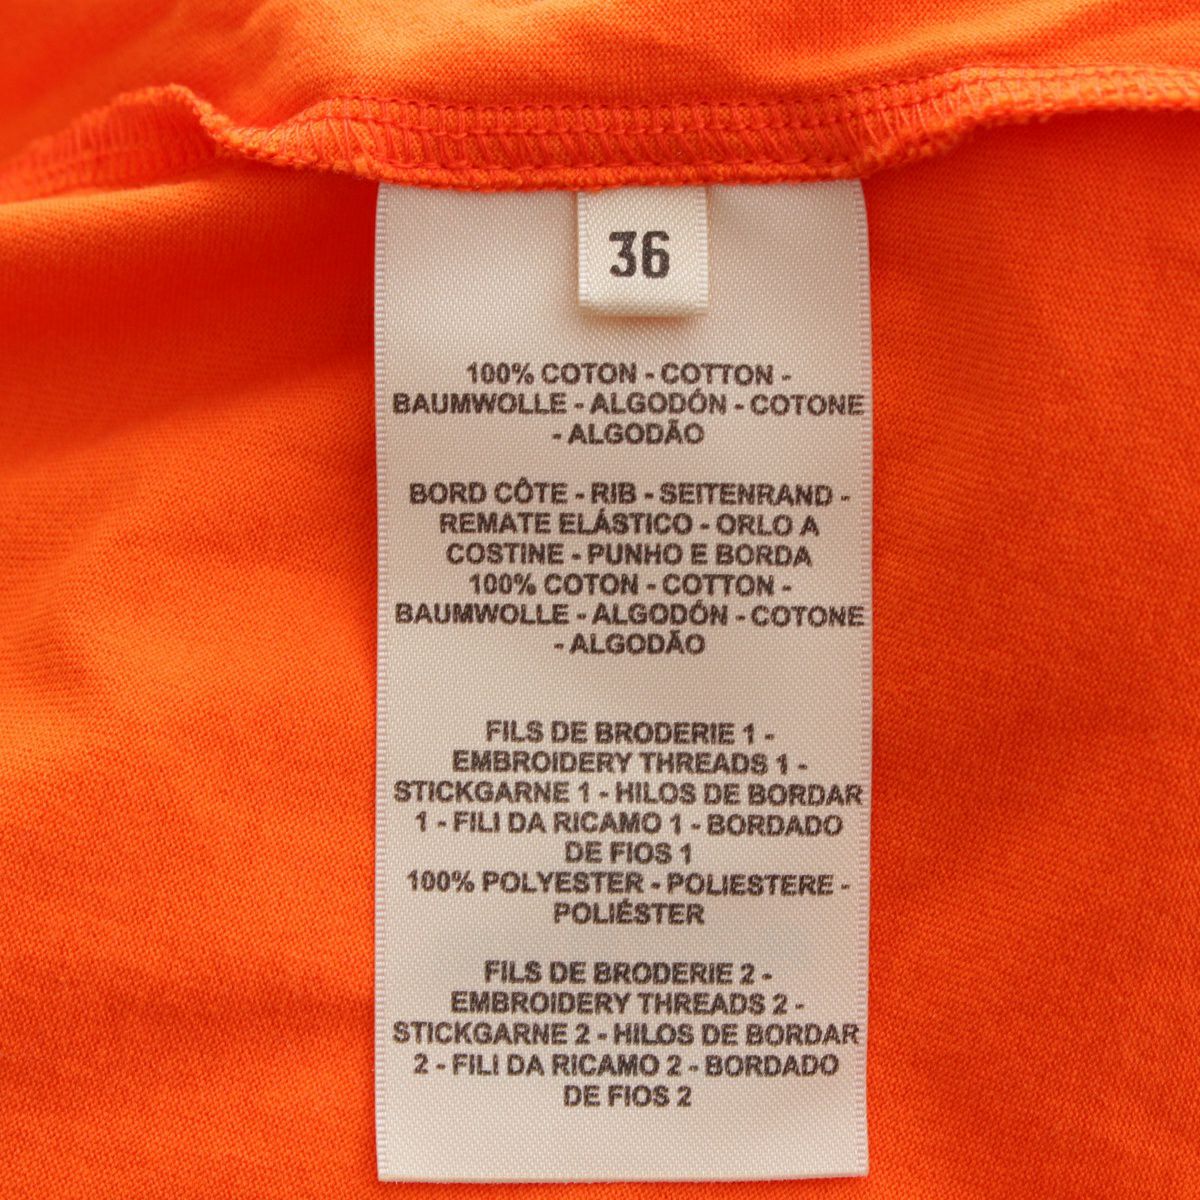 36
100% COTON - COTTON -
BAUMWOLLE - ALGODÓN - COTONE
- ALGODÃO
BORD CÔTE - RIB - SEITENRAND -
REMATE ELÁSTICO - ORLO A
COSTINE - PUNHO E BORDA
100% COTON - COTTON -
BAUMWOLLE - ALGODÓN - COTONE
- ALGODÃO
FILS DE BRODERIE 1 -
EMBROIDERY THREADS 1 -
STICKGARNE 1 - HILOS DE BORDAR
1 - FILI DA RICAMO 1 - BORDADO
DE FIOS 1
100% POLYESTER - POLIESTERE -
POLIÉSTER
FILS DE BRODERIE 2 -
EMBROIDERY THREADS 2 -
STICKGARNE 2 - HILOS DE BORDAR
2 - FILI DA RICAMO 2 - BORDADO
DE FIOS 2